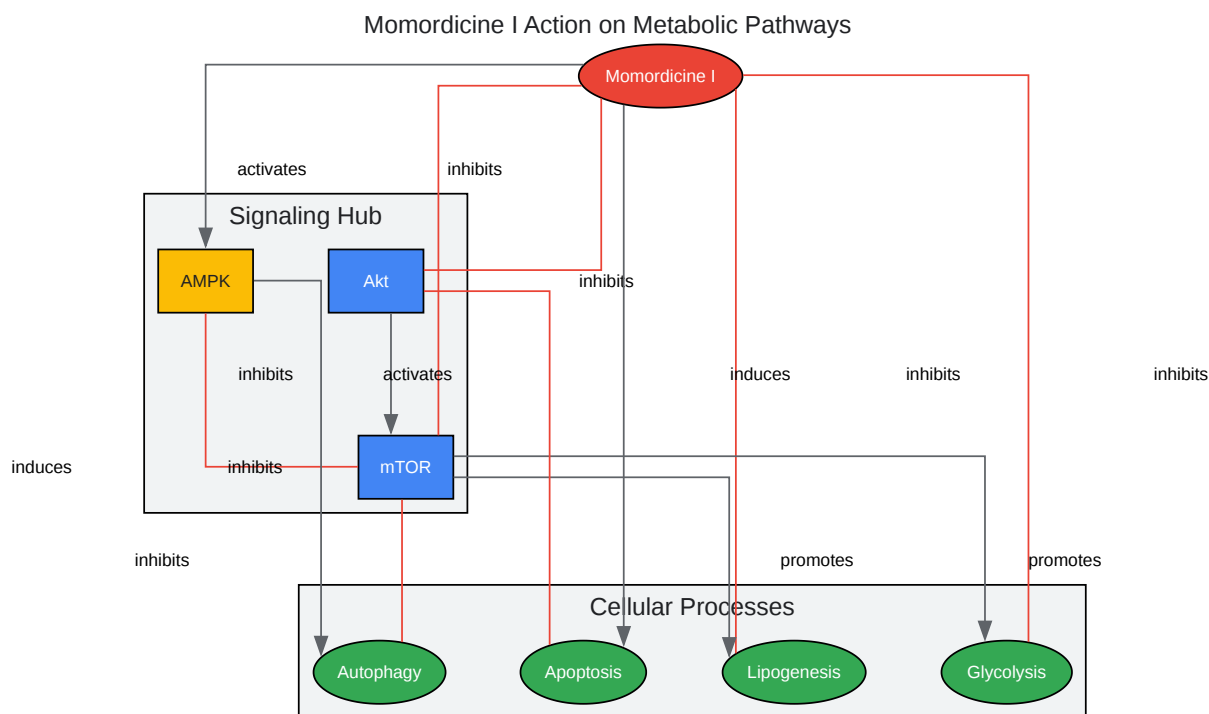 Momordicine I Action on Metabolic Pathways
Momordicine I
activates
inhibits
Signaling Hub
AMPK
Akt
inhibits
inhibits
activates
induces
inhibits
inhibits
induces
inhibits
mTOR
inhibits
promotes
promotes
Cellular Processes
Autophagy
Apoptosis
Lipogenesis
Glycolysis